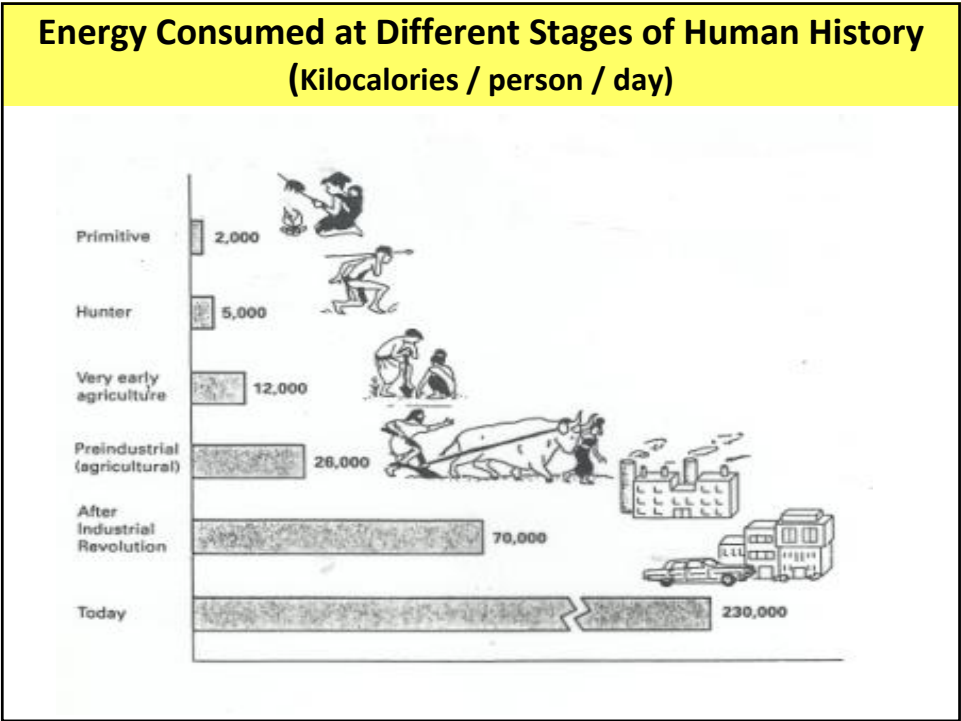 Energy Consumed at Different Stages of Human History
(Kilocalories / person / day)
Primitive
2,000
Hunter
5,000
Very early
agriculture
12,000
Preindustrial
(agricultural)
26,000
After
Industrial
Revolution
70,000
Today
230,000